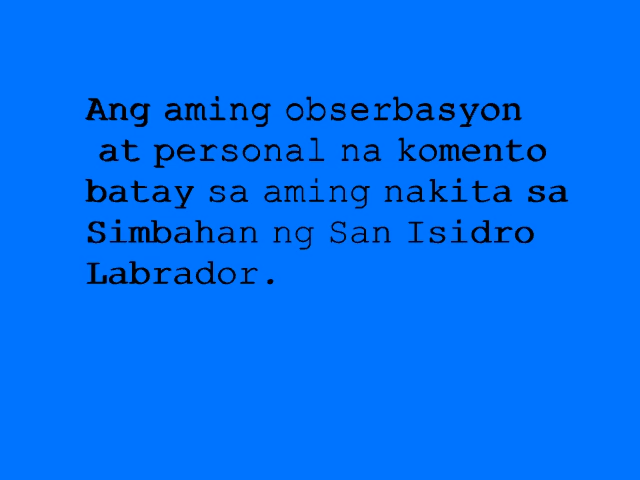 Ang aming obserbasyon
at personal na komento
batay sa aming nakita sa
Simbahan ng San Isidro
Labrador.